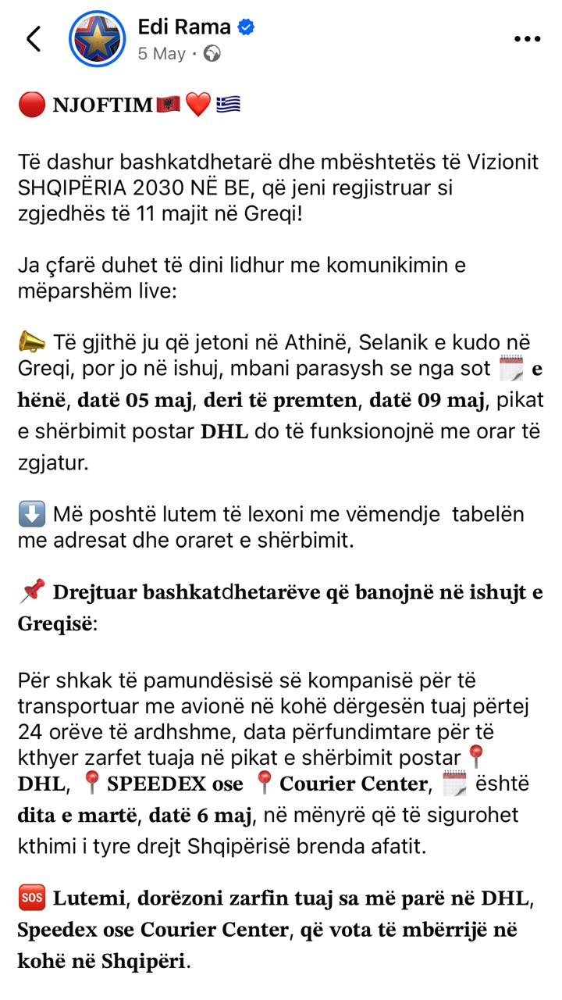 Edi Rama
5 May ·
🔴 NJOFTIM🇦🇱❤️🇬🇷
Të dashur bashkatdhetarë dhe mbështetës të Vizionit
SHQIPËRIA 2030 NË BE, që jeni regjistruar si
zgjedhës të 11 majit në Greqi!
Ja çfarë duhet të dini lidhur me komunikimin e
mëparshëm live:
📣 Të gjithë ju që jetoni në Athinë, Selanik e kudo në
Greqi, por jo në ishuj, mbani parasysh se nga sot 🗓️ e
hënë, datë 05 maj, deri të premten, datë 09 maj, pikat
e shërbimit postar DHL do të funksionojnë me orar të
zgjatur.
⬇️ Më poshtë lutem të lexoni me vëmendje  tabelën
me adresat dhe oraret e shërbimit.
📌 Drejtuar bashkatdhetarëve që banojnë në ishujt e
Greqisë:
Për shkak të pamundësisë së kompanisë për të
transportuar me avionë në kohë dërgesën tuaj përtej
24 orëve të ardhshme, data përfundimtare për të
kthyer zarfet tuaja në pikat e shërbimit postar 📍
DHL, 📍 SPEEDEX ose 📍 Courier Center, 🗓️ është
dita e martë, datë 6 maj, në mënyrë që të sigurohet
kthimi i tyre drejt Shqipërisë brenda afatit.
🆘 Lutemi, dorëzoni zarfin tuaj sa më parë në DHL,
Speedex ose Courier Center, që vota të mbërrijë në
kohë në Shqipëri.